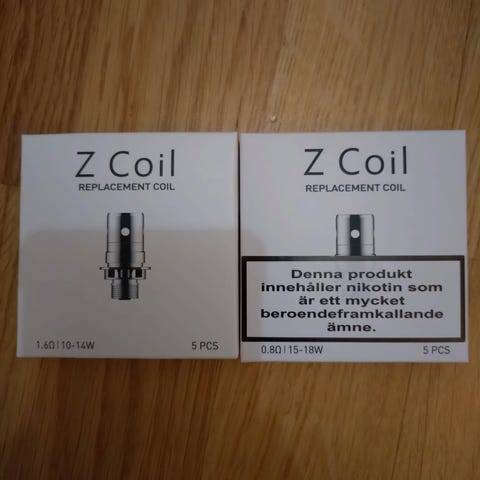 Z Coil
REPLACEMENT COIL
1.6Ω | 10-14W
5 PCS
Z Coil
REPLACEMENT COIL
Denna produkt
innehåller nikotin som
är ett mycket
beroendeframkallande
ämne.
0.8Ω | 15-18W
5 PCS